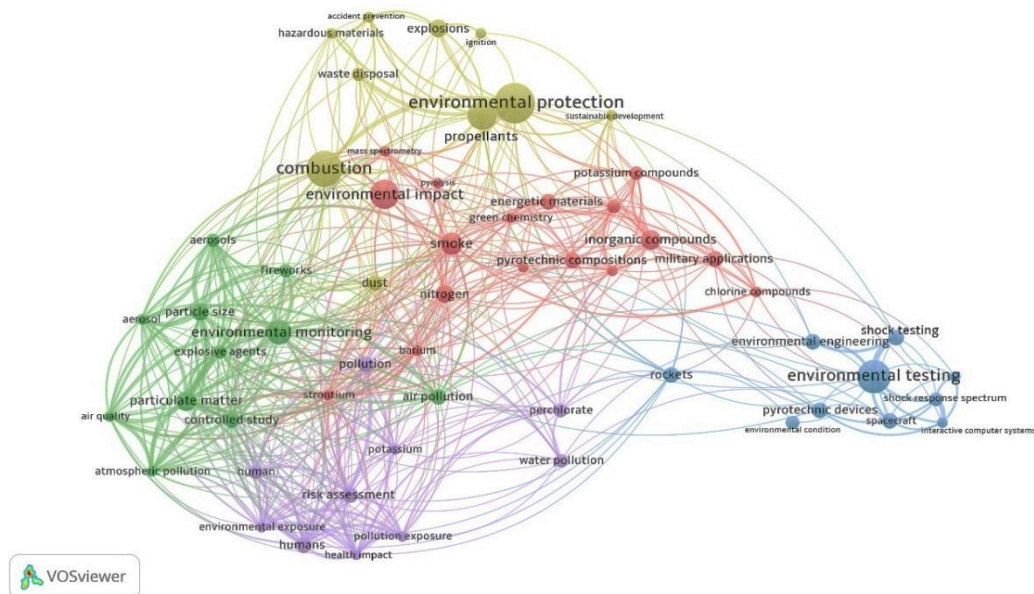 accident prevention
hazardous materials
explosions
ignition
waste disposal
environmental protection
sustainable development
propellants
mass spectrometry
combustion
pyrolysis
potassium compounds
environmental impact
energetic materials
green chemistry
aerosols
smoke
inorganic compounds
fireworks
pyrotechnic compositions
military applications
dust
nitrogen
chlorine compounds
particle size
aerosol
environmental monitoring
shock testing
environmental engineering
explosive agents
barium
pollution
rockets
environmental testing
strontium
air pollution
particulate matter
shock response spectrum
air quality
controlled study
perchlorate
pyrotechnic devices
spacecraft
environmental condition
interactive computer systems
potassium
water pollution
atmospheric pollution
human
risk assessment
environmental exposure
pollution exposure
humans
health impact
VOSviewer